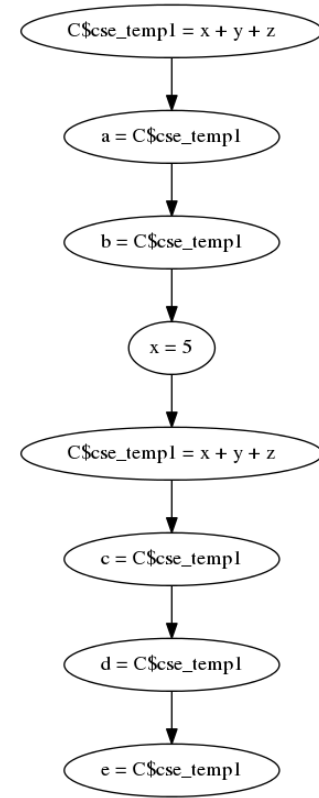 C$cse_temp1 = x + y + z
a = C$cse_temp1
b = C$cse_temp1
x = 5
C$cse_temp1 = x + y + z
c = C$cse_temp1
d = C$cse_temp1
e = C$cse_temp1